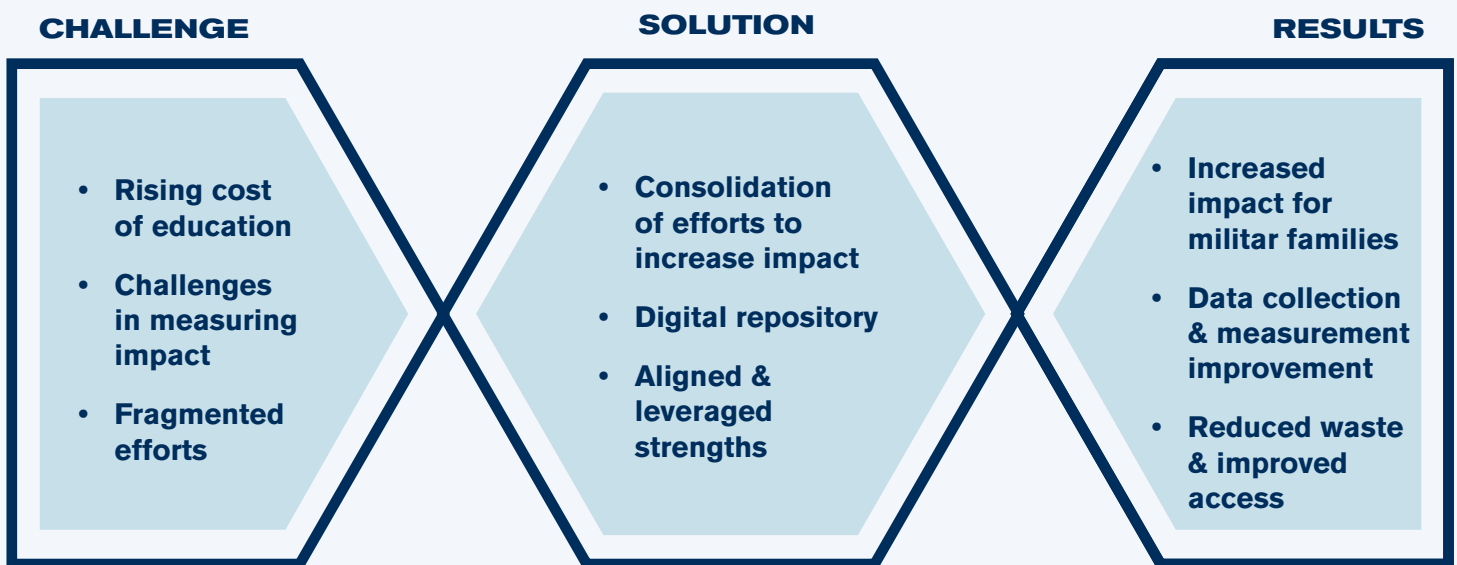 CHALLENGE
• Rising cost
of education
• Challenges
in measuring
impact
• Fragmented
efforts
SOLUTION
• Consolidation
of efforts to
increase impact
• Digital repository
• Aligned &
leveraged
strengths
RESULTS
• Increased
impact for
militar families
• Data collection
& measurement
improvement
• Reduced waste
& improved
access